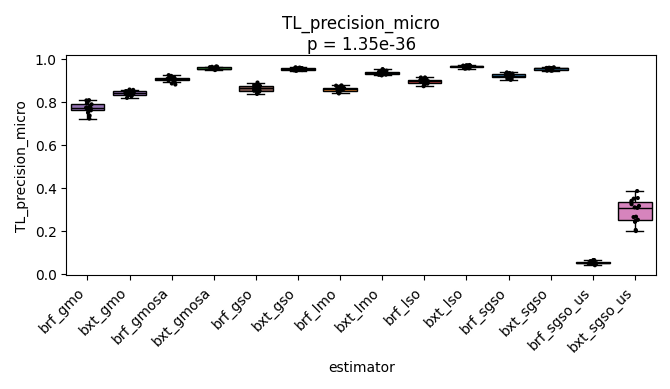 TL_precision_micro
p = 1.35e-36
TL_precision_micro
1.0
0.8
0.6
0.4
0.2
0.0
brf_gmo
bxt_gmo
brf_gmosa
bxt_gmosa
brf_gso
bxt_gso
brf_lmo
bxt_lmo
brf_lso
bxt_lso
brf_sgso
bxt_sgso
brf_sgso_us
bxt_sgso_us
estimator